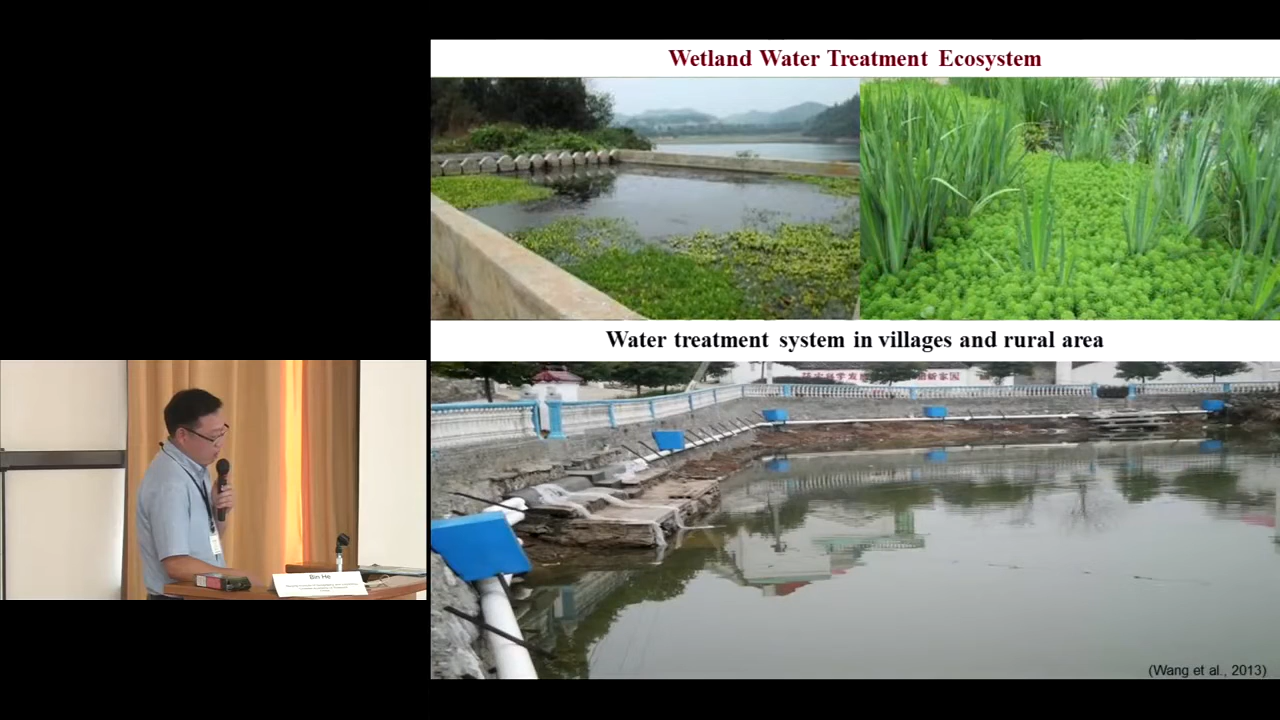 Wetland Water Treatment Ecosystem
Water treatment system in villages and rural area
(Wang et al., 2013)
Bin He